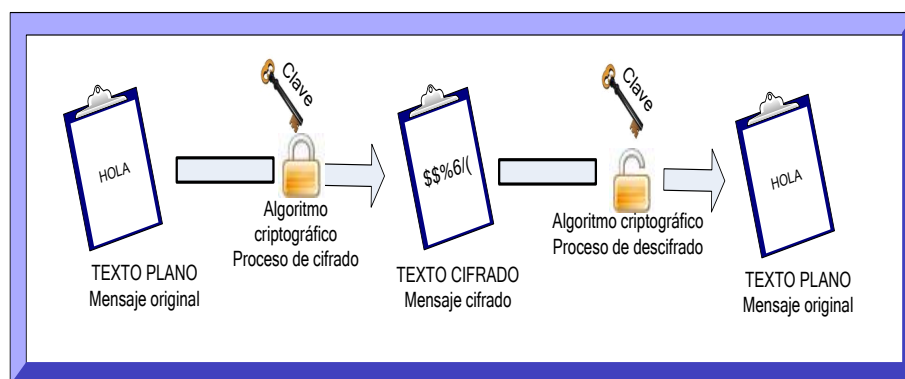 Clave
HOLA
Algoritmo
criptográfico
Proceso de cifrado
TEXTO PLANO
Mensaje original
$$%6/(
TEXTO CIFRADO
Mensaje cifrado
Clave
Algoritmo criptográfico
Proceso de descifrado
HOLA
TEXTO PLANO
Mensaje original